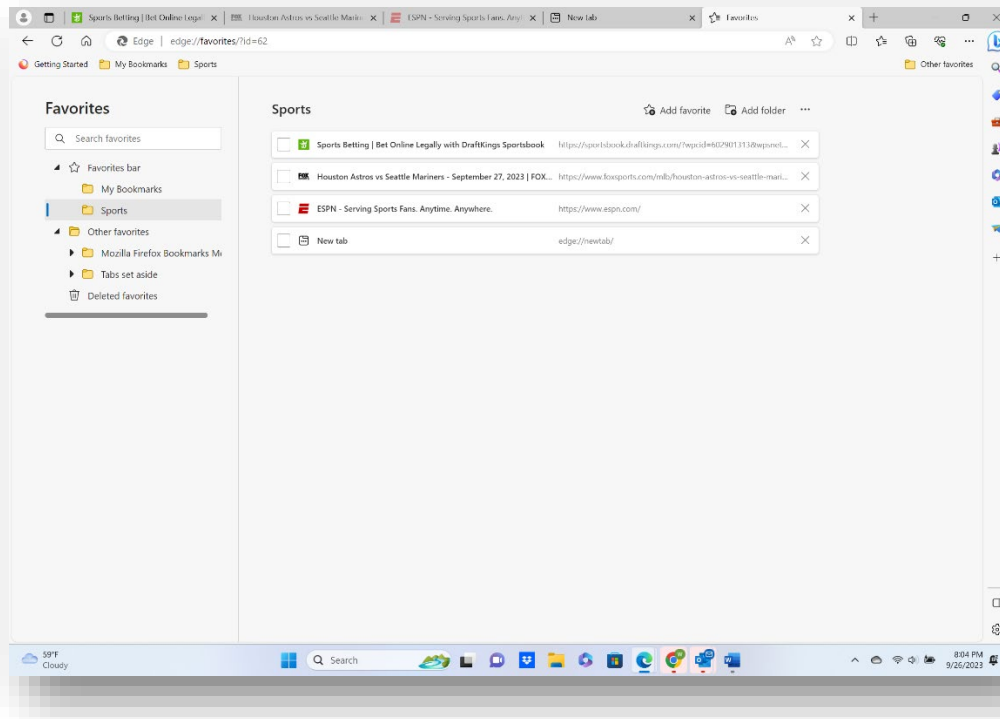 Sports Betting | Bet Online Legal
Houston Astros vs Seattle Marin
ESPN - Serving Sports Fans. Any
New tab
Favorites
Edge | edge://favorites/?id=62
Getting Started My Bookmarks Sports Other favorites
Favorites
Search favorites
Favorites bar
My Bookmarks
Sports
Other favorites
Mozilla Firefox Bookmarks M
Tabs set aside
Deleted favorites
Sports Add favorite Add folder
Sports Betting | Bet Online Legally with DraftKings Sportsbook https://sportsbook.draftkings.com/?wpcid=602901313&wpsnet...
Houston Astros vs Seattle Mariners - September 27, 2023 | FOX... https://www.foxsports.com/mlb/houston-astros-vs-seattle-mari...
ESPN - Serving Sports Fans. Anytime. Anywhere. https://www.espn.com/
New tab edge://newtab/
59°F
Cloudy
Search
8:04 PM
9/26/2023